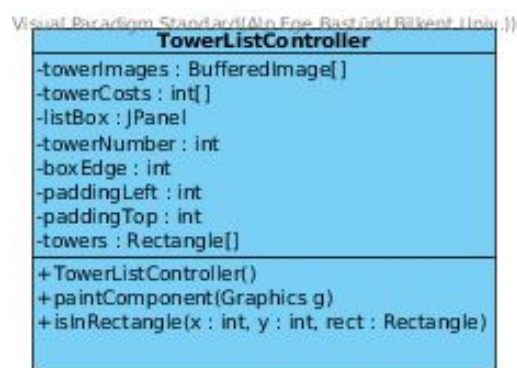 Visual Paradigm Standard(Alp Ege Baştürk(Bilkent Univ.))
TowerListController
-towerImages : BufferedImage[]
-towerCosts : int[]
-listBox : JPanel
-towerNumber : int
-boxEdge : int
-paddingLeft : int
-paddingTop : int
-towers : Rectangle[]
+TowerListController()
+paintComponent(Graphics g)
+isInRectangle(x : int, y : int, rect : Rectangle)